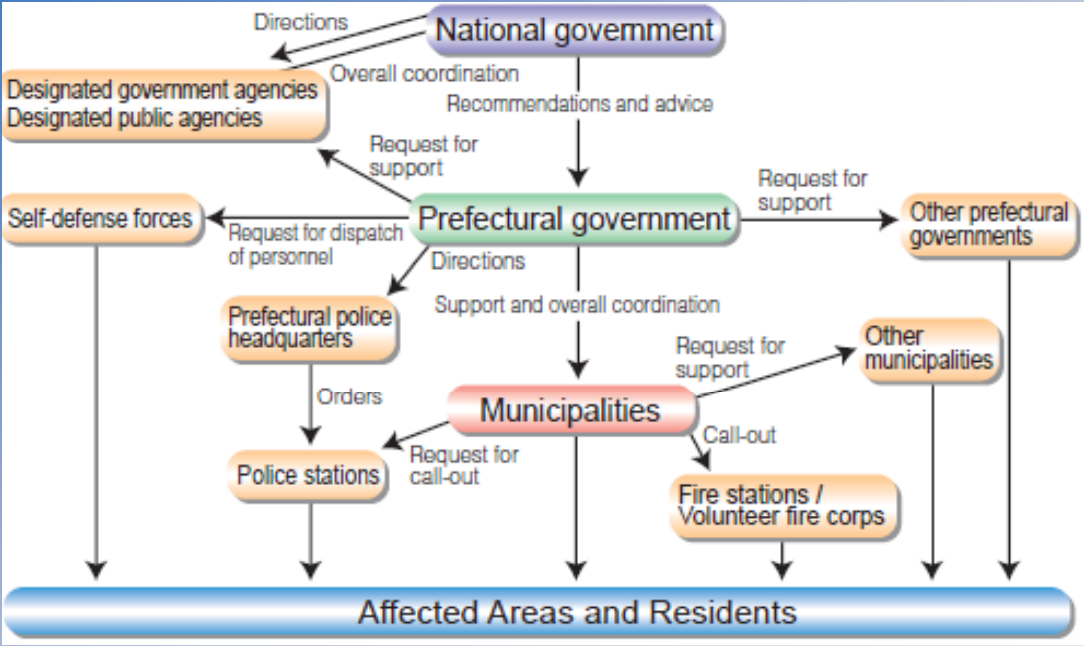 Directions
National government
Overall coordination
Designated government agencies
Designated public agencies
Recommendations and advice
Request for
support
Request for
support
Self-defense forces
Prefectural government
Other prefectural
governments
Request for dispatch
of personnel
Directions
Support and overall coordination
Prefectural police
headquarters
Other
municipalities
Request for
support
Orders
Municipalities
Call-out
Request for
call-out
Police stations
Fire stations /
Volunteer fire corps
Affected Areas and Residents